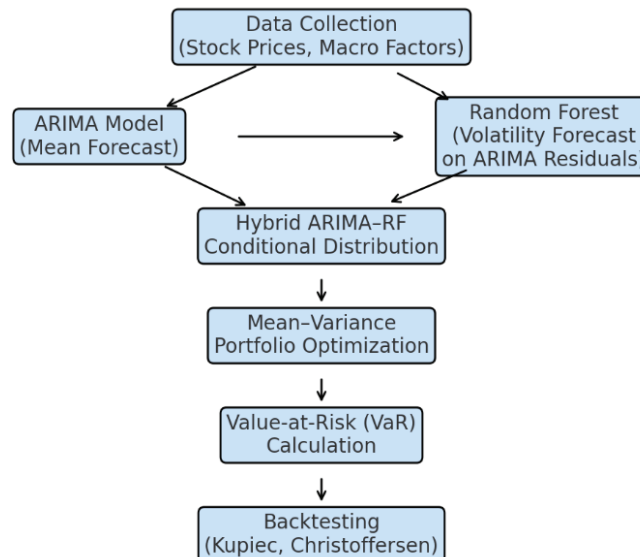 Data Collection
(Stock Prices, Macro Factors)
ARIMA Model
(Mean Forecast)
Random Forest
(Volatility Forecast
on ARIMA Residuals)
Hybrid ARIMA–RF
Conditional Distribution
Mean–Variance
Portfolio Optimization
Value-at-Risk (VaR)
Calculation
Backtesting
(Kupiec, Christoffersen)